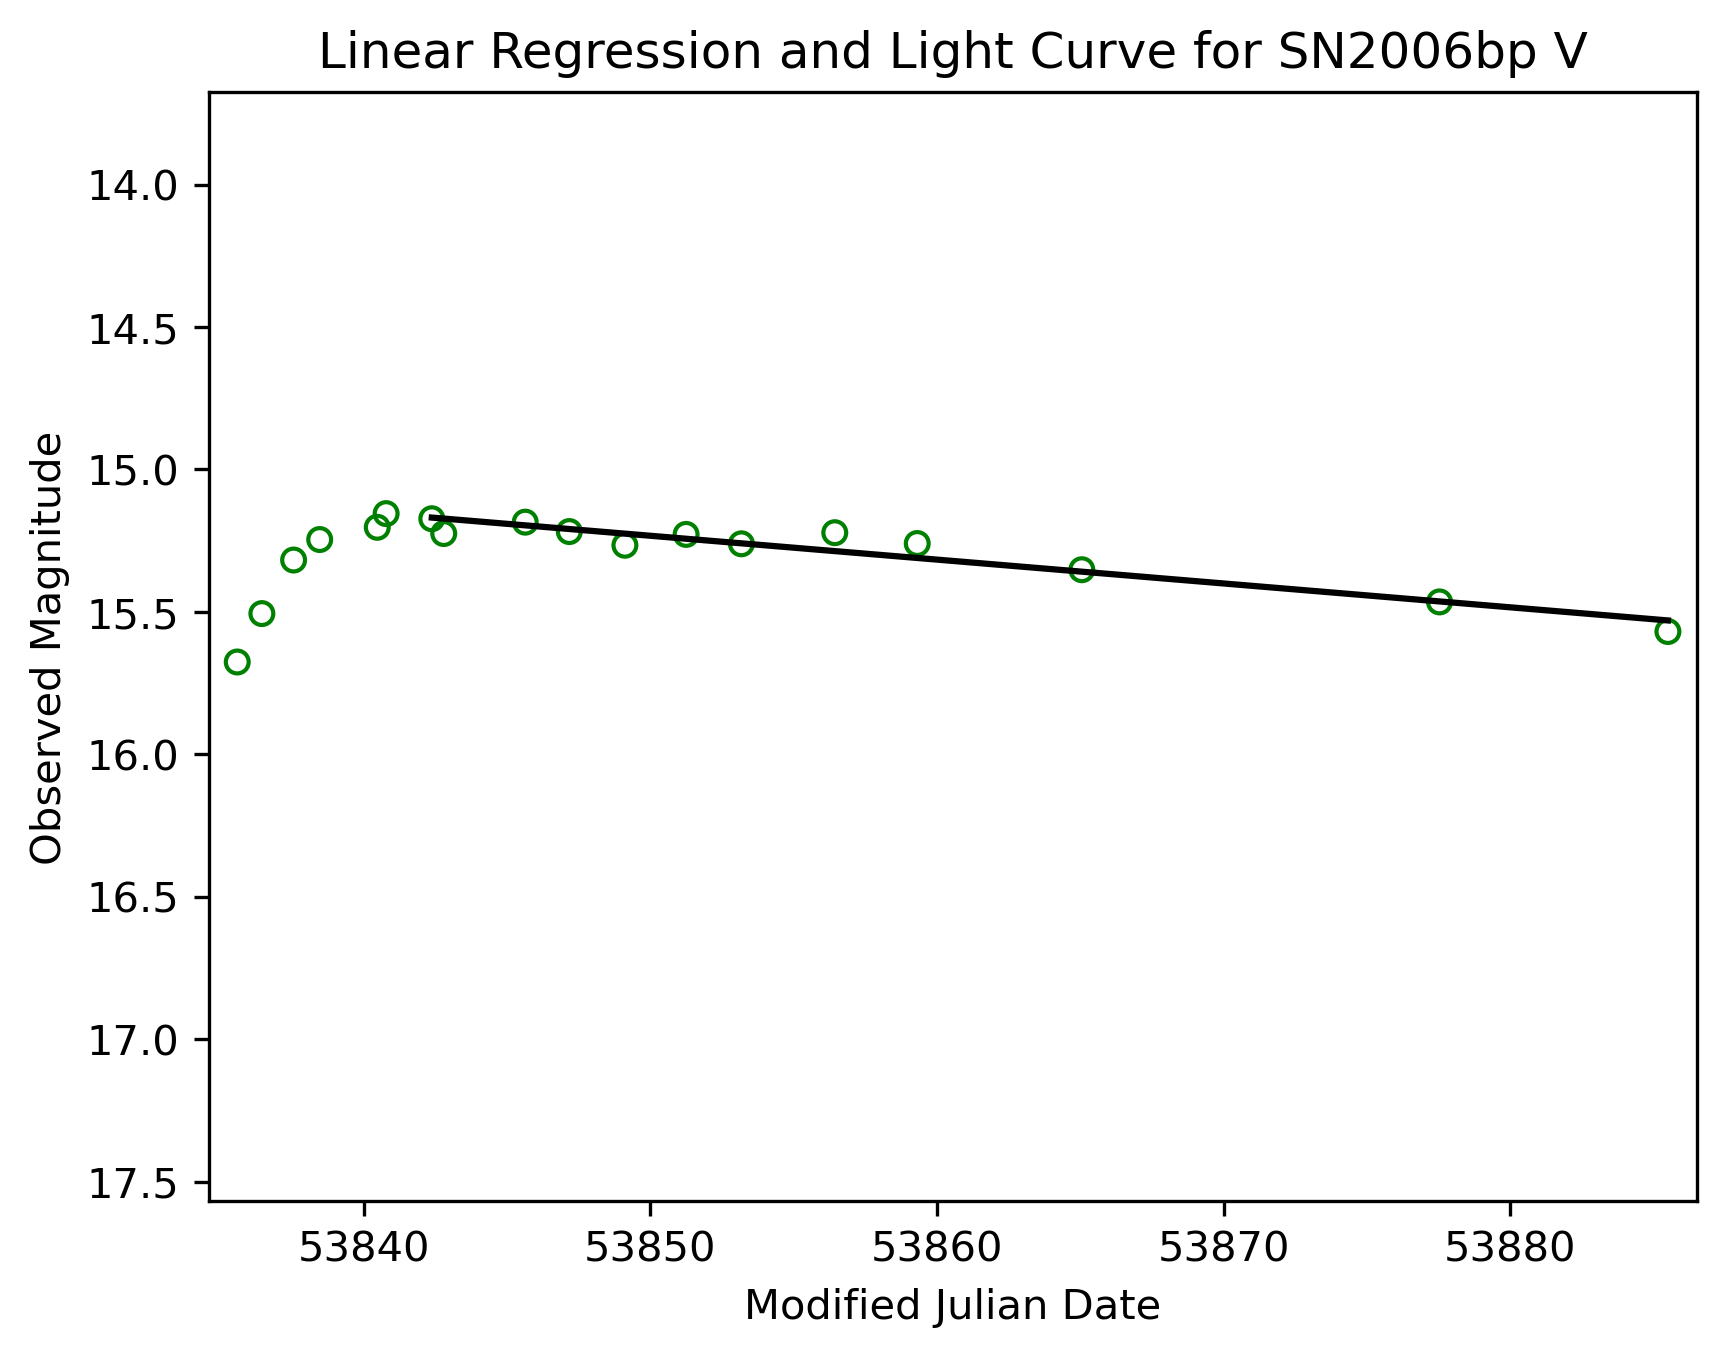 Linear Regression and Light Curve for SN2006bp V
Observed Magnitude
14.0
14.5
15.0
15.5
16.0
16.5
17.0
17.5
53840 53850 53860 53870 53880
Modified Julian Date